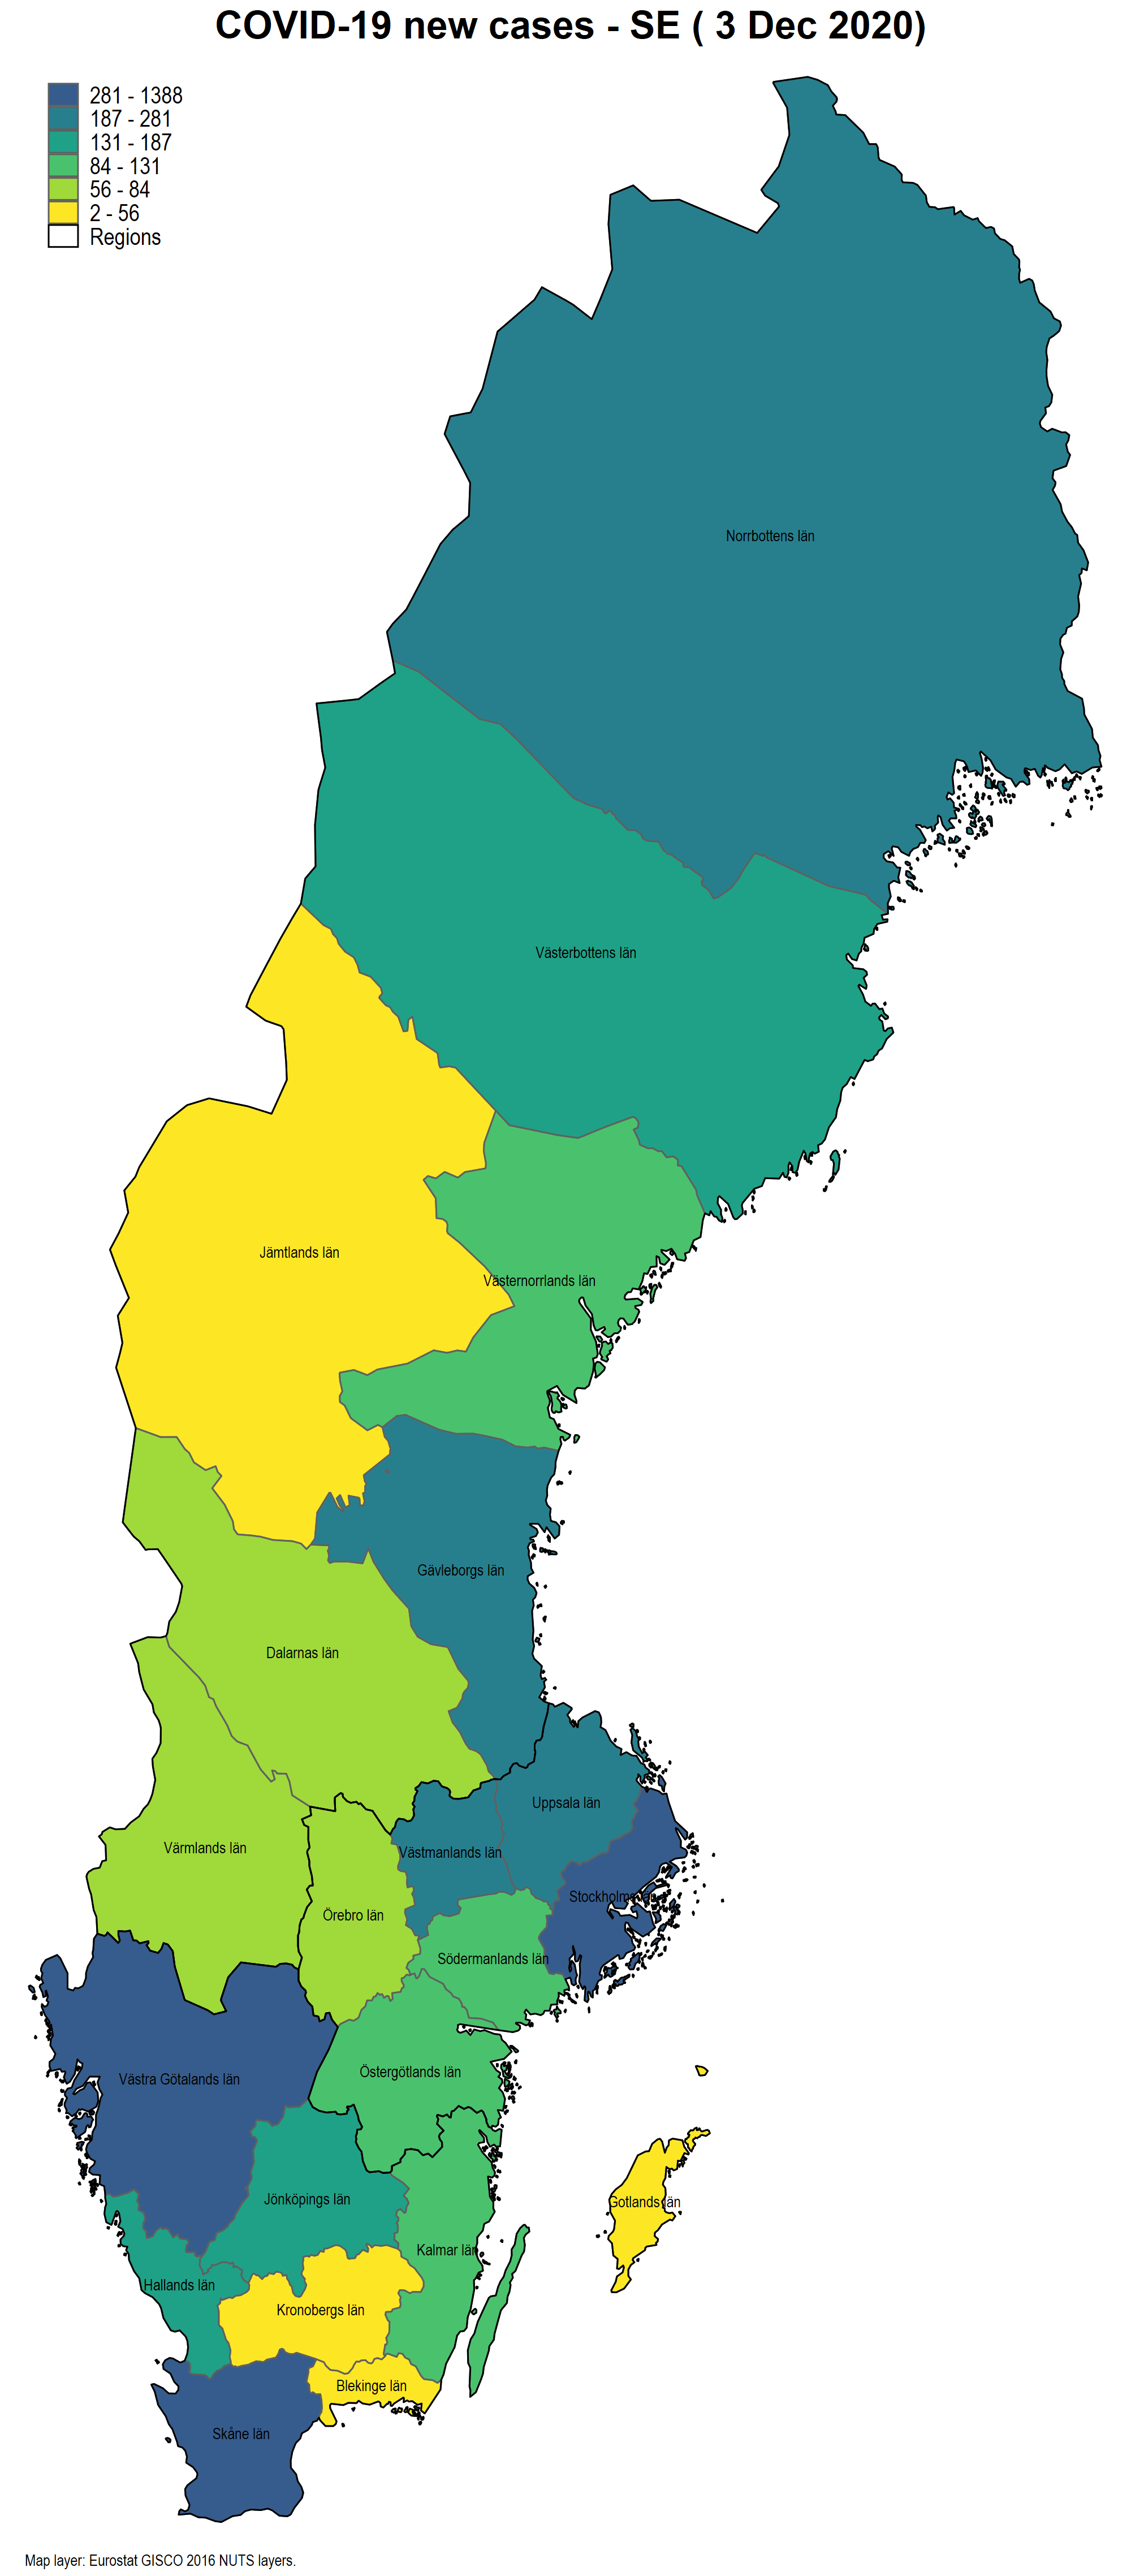 COVID-19 new cases - SE ( 3 Dec 2020)
281 - 1388
187 - 281
131 - 187
84 - 131
56 - 84
2 - 56
Regions
Norrbottens län
Västerbottens län
Jämtlands län
Västernorrlands län
Gävleborgs län
Dalarnas län
Uppsala län
Värmlands län
Västmanlands län
Stockholms län
Örebro län
Södermanlands län
Östergötlands län
Västra Götalands län
Jönköpings län
Gotlands län
Kalmar län
Hallands län
Kronobergs län
Blekinge län
Skåne län
Map layer: Eurostat GISCO 2016 NUTS layers.